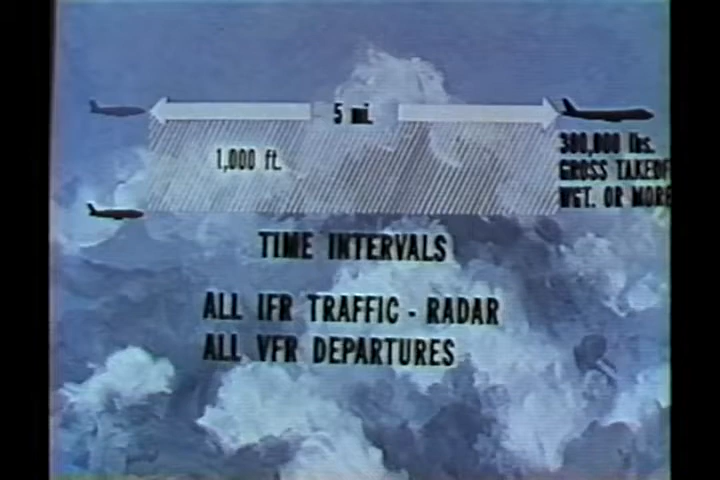 5 mi.
1,000 ft.
300,000 lbs.
GROSS TAKEOF
WGT. OR MORE
TIME INTERVALS
ALL IFR TRAFFIC - RADAR
ALL VFR DEPARTURES